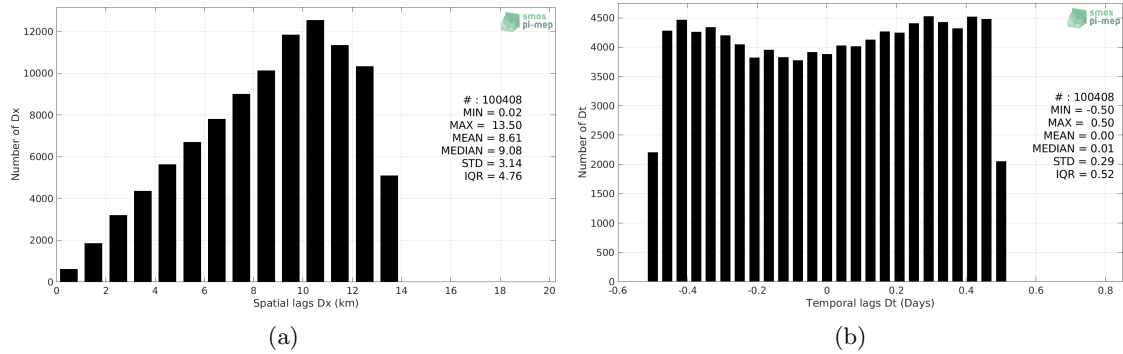 smos
pi-mep
12000
10000
8000
6000
4000
2000
0
Number of Dx
# : 100408
MIN = 0.02
MAX = 13.50
MEAN = 8.61
MEDIAN = 9.08
STD = 3.14
IQR = 4.76
0 2 4 6 8 10 12 14 16 18 20
Spatial lags Dx (km)
(a)
smos
pi-mep
4500
4000
3500
3000
2500
2000
1500
1000
500
0
Number of Dt
# : 100408
MIN = -0.50
MAX = 0.50
MEAN = 0.00
MEDIAN = 0.01
STD = 0.29
IQR = 0.52
-0.6 -0.4 -0.2 0 0.2 0.4 0.6 0.8
Temporal lags Dt (Days)
(b)